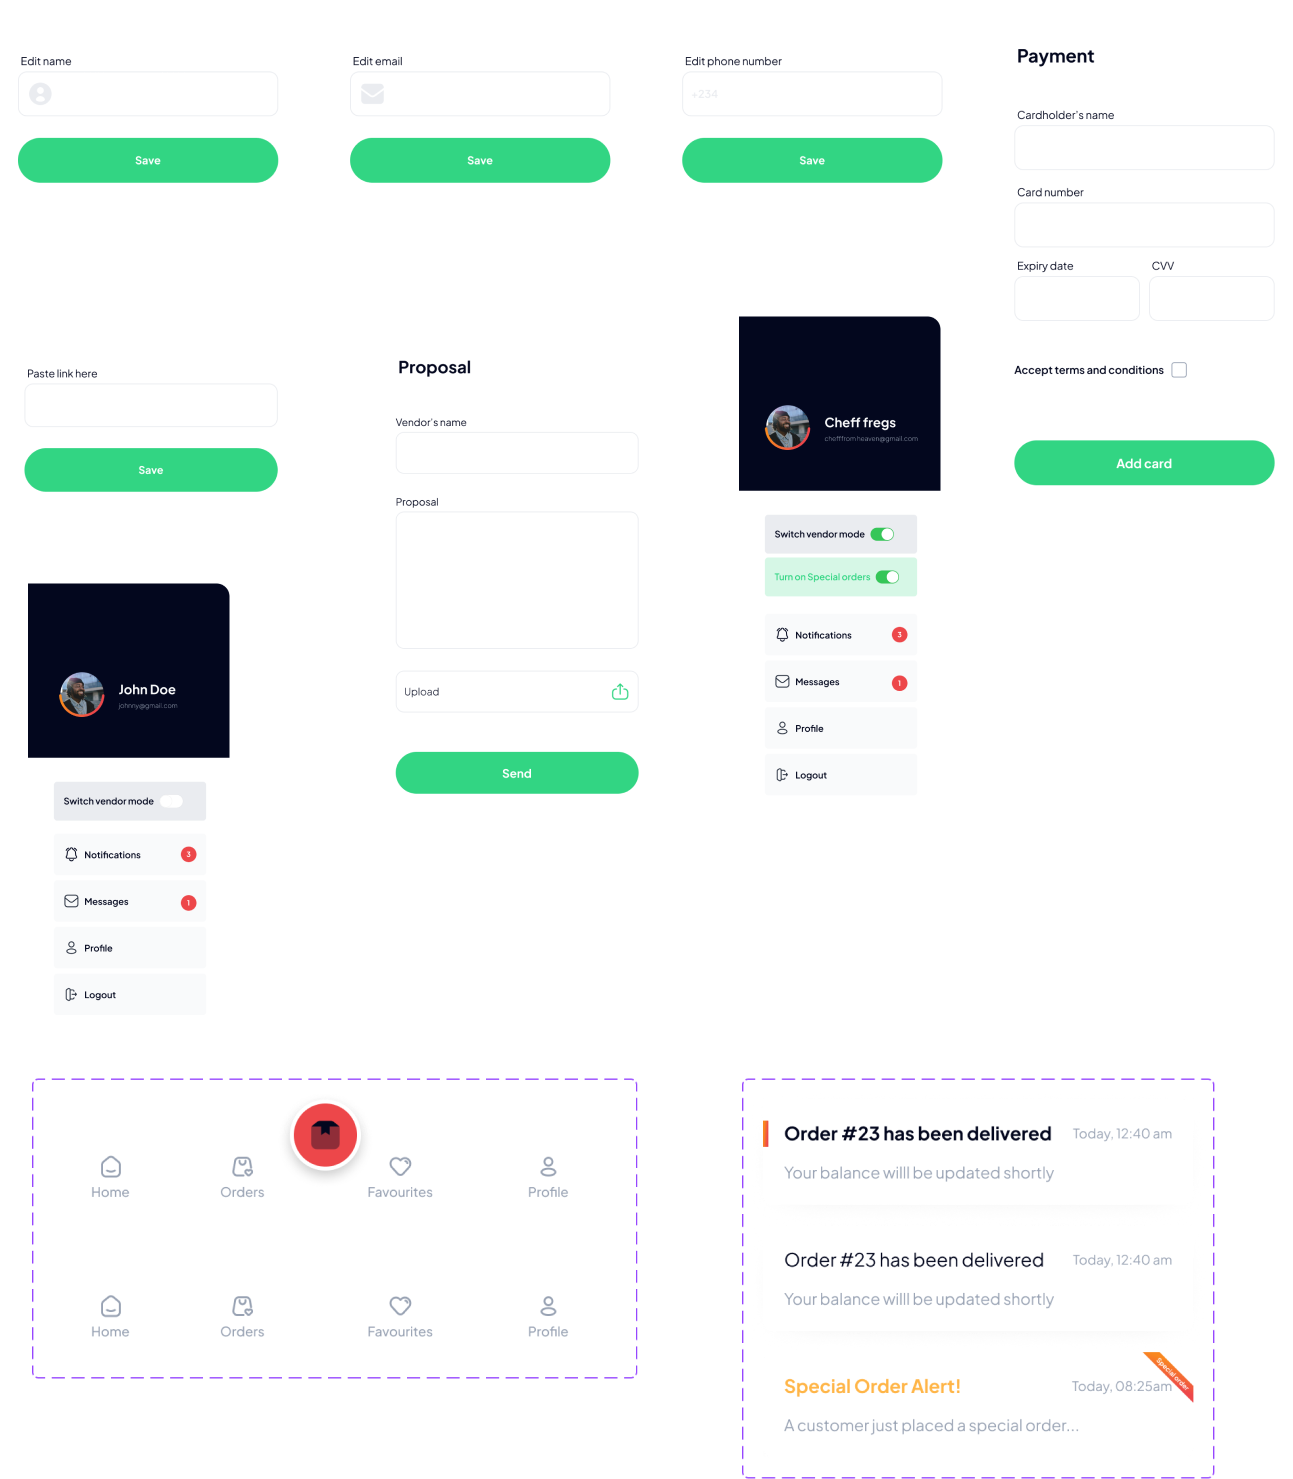 Edit name
Save
Edit email
Save
Edit phone number
+234
Save
Payment
Cardholder's name
Card number
Expiry date
CVV
Accept terms and conditions
Add card
Paste link here
Save
Proposal
Vendor's name
Proposal
Upload
Send
Cheff fregs
chefffrom heaven@gmail.com
Switch vendor mode
Turn on Special orders
Notifications
3
Messages
1
Profile
Logout
John Doe
johnny@gmail.com
Switch vendor mode
Notifications
3
Messages
1
Profile
Logout
Home
Orders
Favourites
Profile
Home
Orders
Favourites
Profile
Order #23 has been delivered
Today, 12:40 am
Your balance willl be updated shortly
Order #23 has been delivered
Today, 12:40 am
Your balance willl be updated shortly
Special order
Special Order Alert!
Today, 08:25am
A customer just placed a special order...